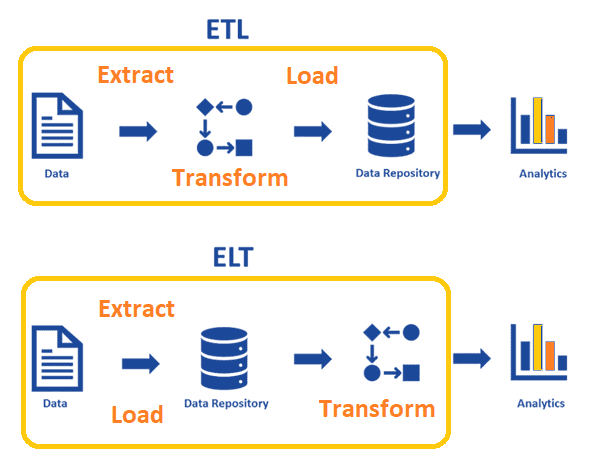 ETL
Extract
Load
Transform
Data
Data Repository
Analytics
ELT
Extract
Load
Data
Data Repository
Transform
Analytics